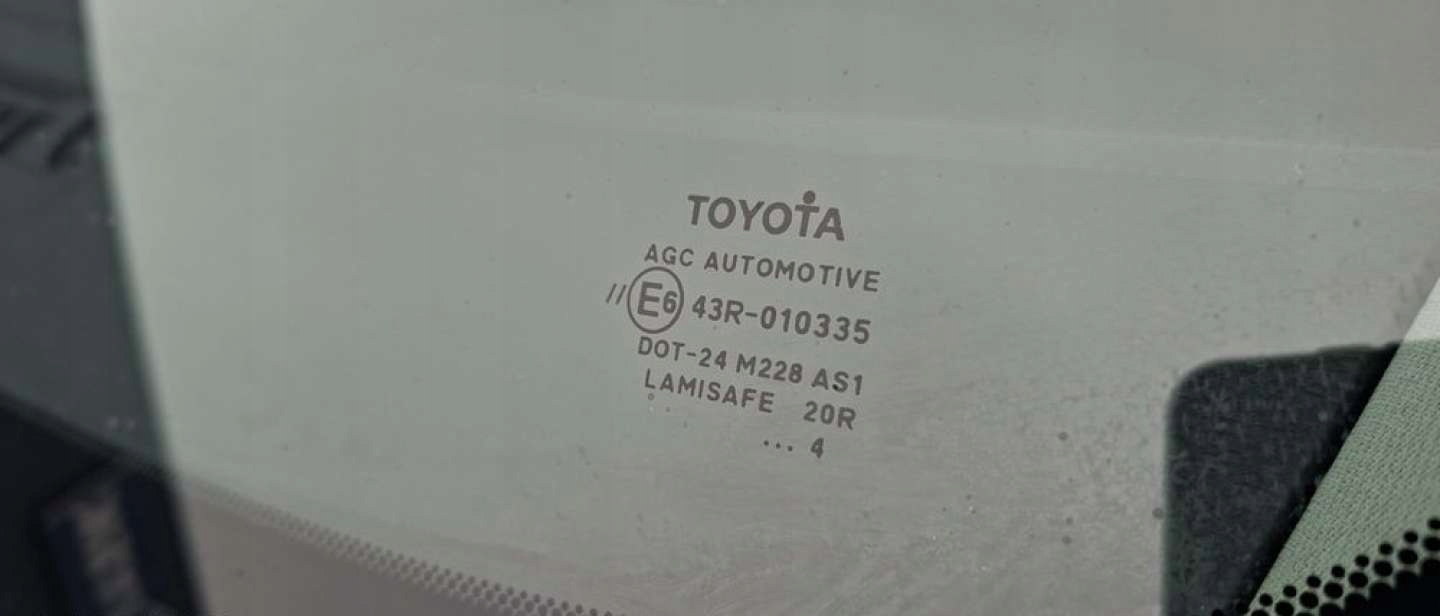 TOYOTA
AGC AUTOMOTIVE
// E6 43R-010335
DOT-24 M228 AS1
LAMISAFE 20R
... 4